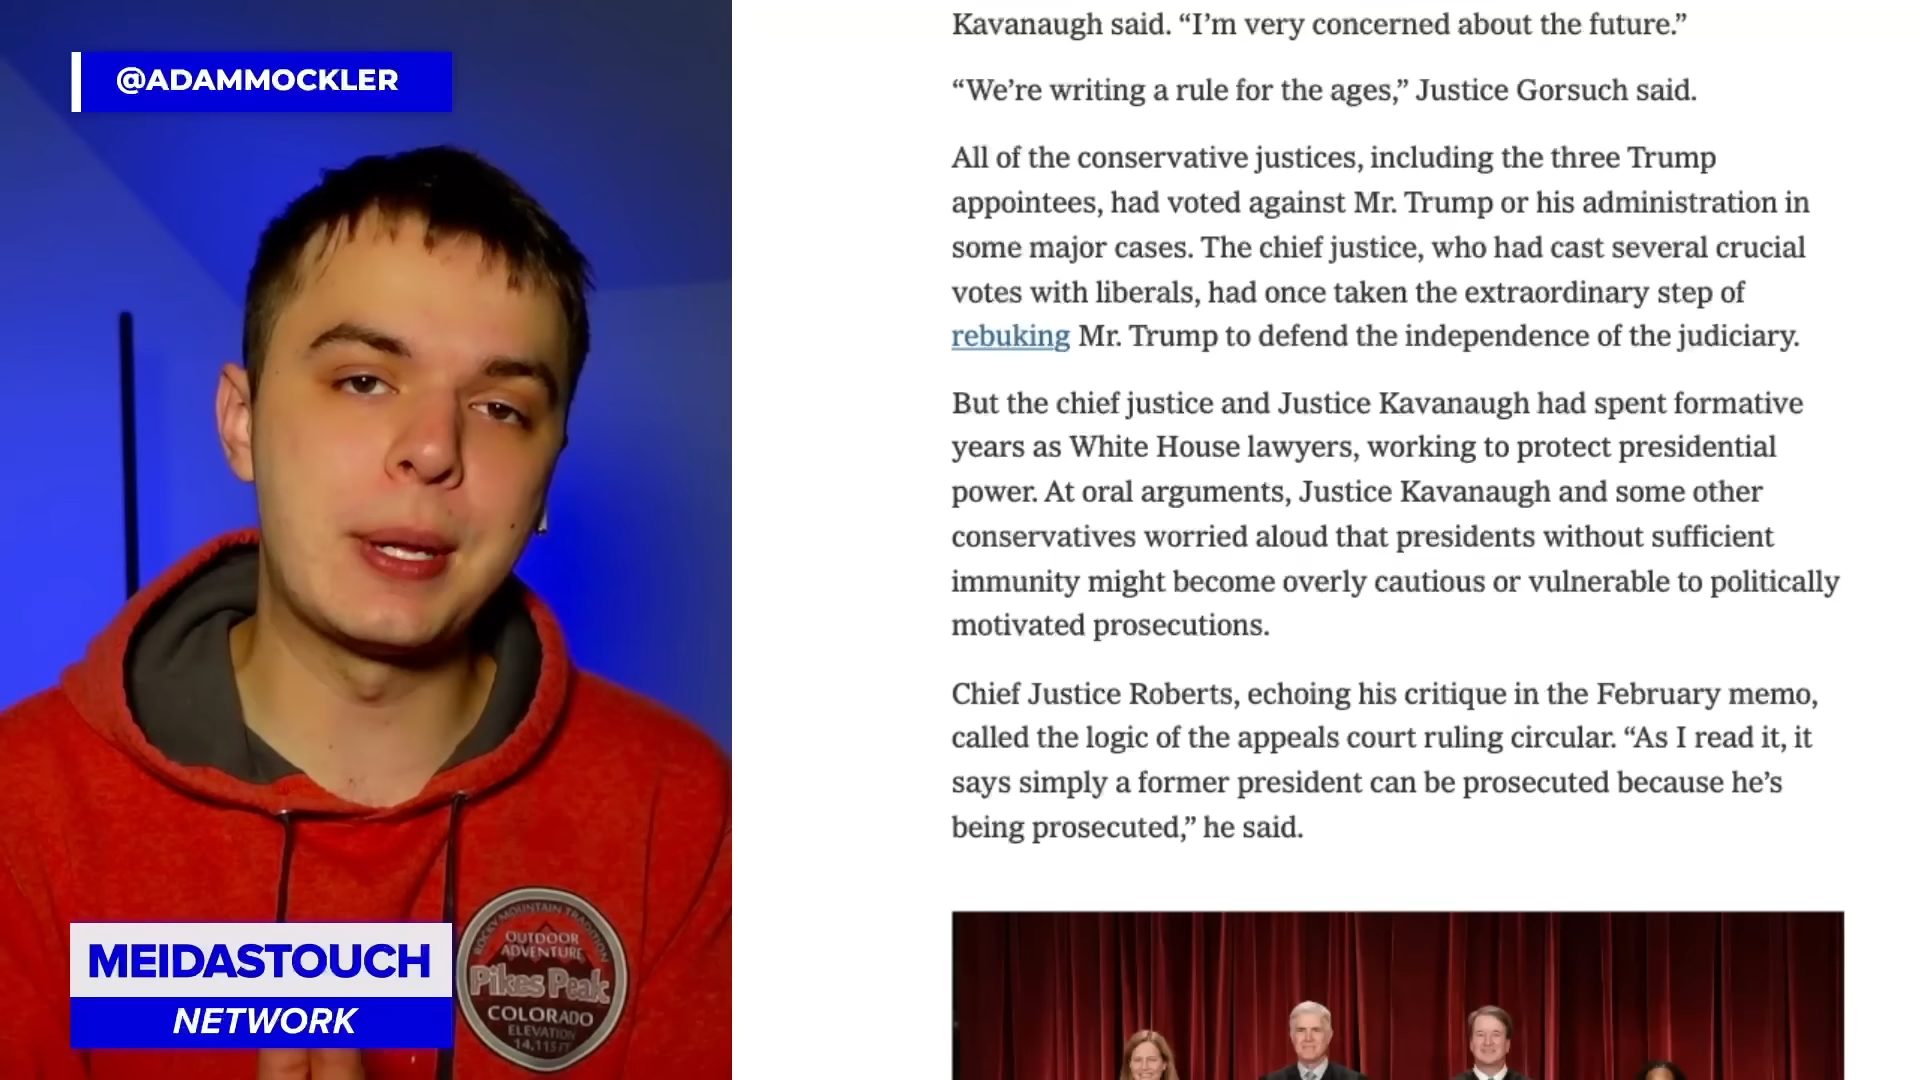 @ADAMMOCKLER
Kavanaugh said. “I’m very concerned about the future.”
“We’re writing a rule for the ages,” Justice Gorsuch said.
All of the conservative justices, including the three Trump
appointees, had voted against Mr. Trump or his administration in
some major cases. The chief justice, who had cast several crucial
votes with liberals, had once taken the extraordinary step of
rebuking Mr. Trump to defend the independence of the judiciary.
But the chief justice and Justice Kavanaugh had spent formative
years as White House lawyers, working to protect presidential
power. At oral arguments, Justice Kavanaugh and some other
conservatives worried aloud that presidents without sufficient
immunity might become overly cautious or vulnerable to politically
motivated prosecutions.
Chief Justice Roberts, echoing his critique in the February memo,
called the logic of the appeals court ruling circular. “As I read it, it
says simply a former president can be prosecuted because he’s
being prosecuted,” he said.
MEIDASTOUCH
NETWORK
ROCKY MOUNTAIN TRADITION
OUTDOOR
ADVENTURE
Pikes Peak
COLORADO
ELEVATION
14,115 FT